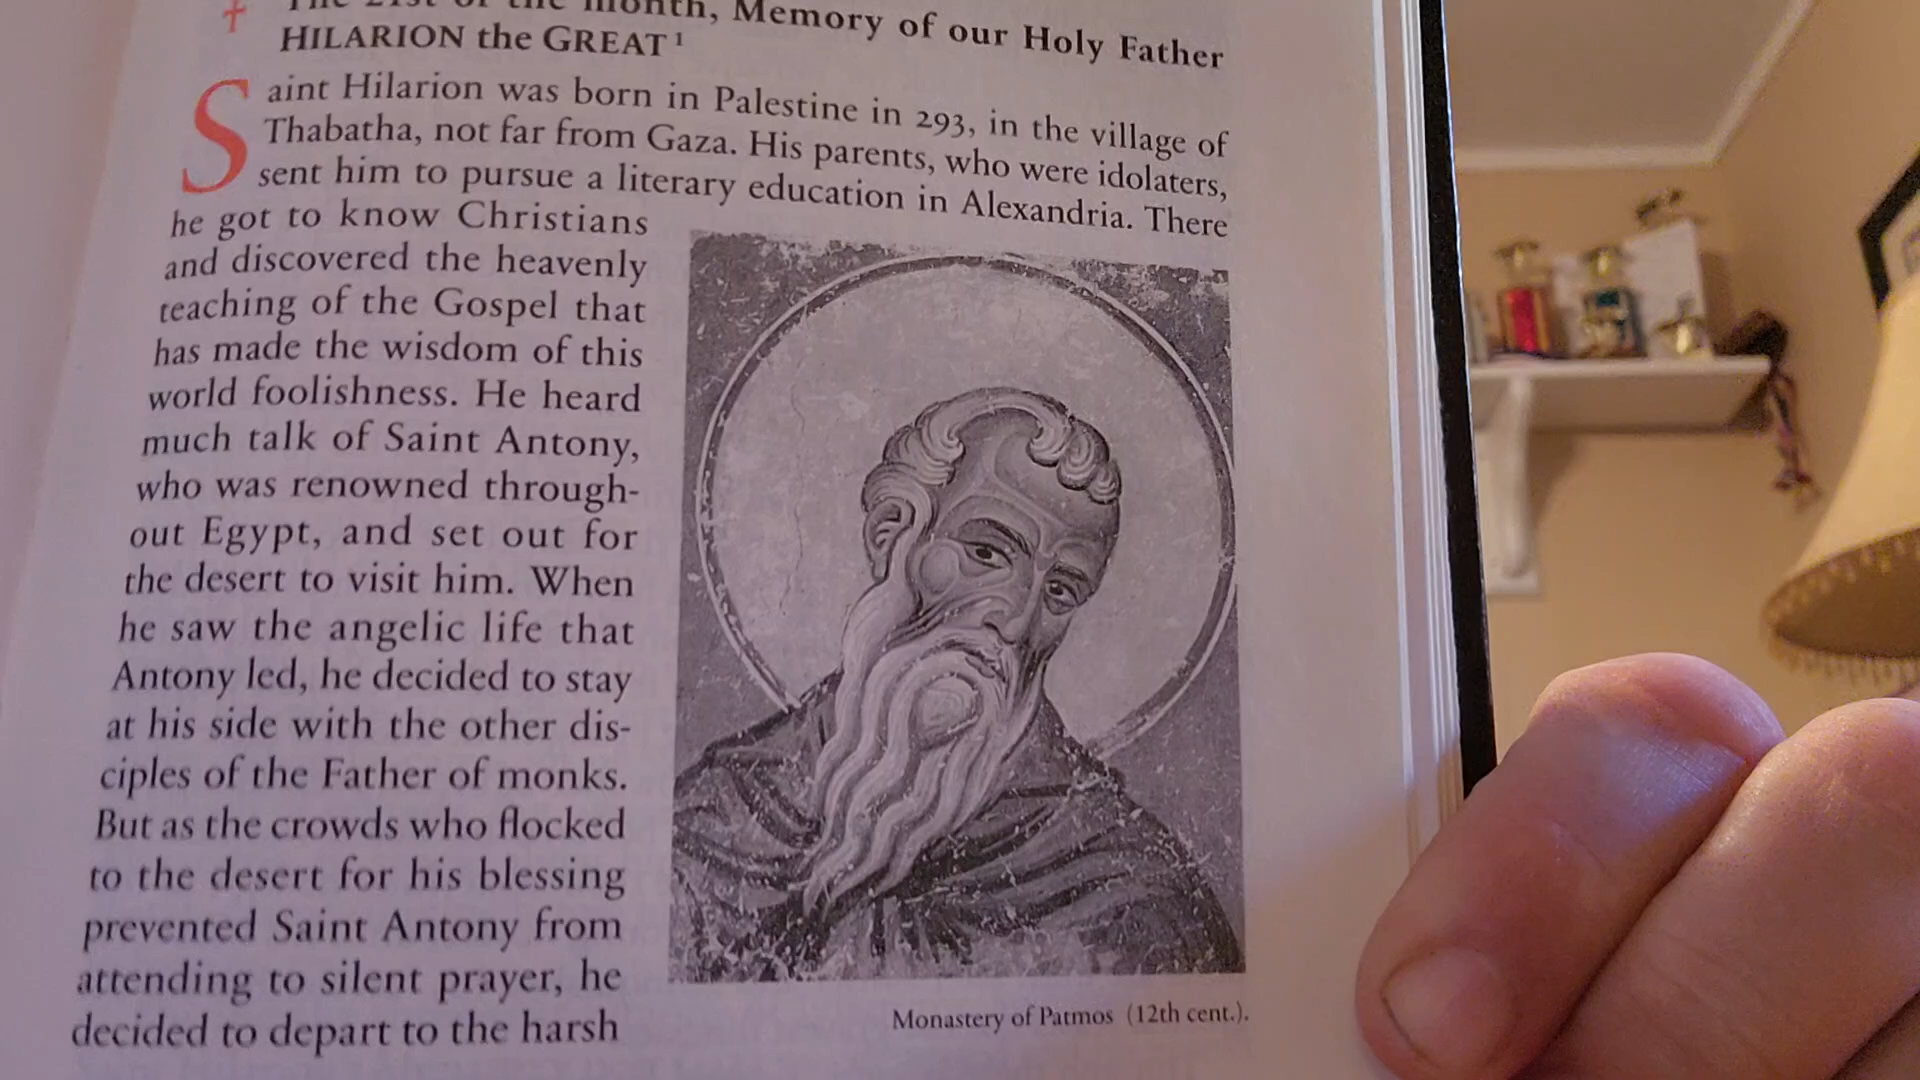 The 21st of the month, Memory of our Holy Father
HILARION the GREAT ¹
Saint Hilarion was born in Palestine in 293, in the village of
Thabatha, not far from Gaza. His parents, who were idolaters,
sent him to pursue a literary education in Alexandria. There
he got to know Christians
and discovered the heavenly
teaching of the Gospel that
has made the wisdom of this
world foolishness. He heard
much talk of Saint Antony,
who was renowned through-
out Egypt, and set out for
the desert to visit him. When
he saw the angelic life that
Antony led, he decided to stay
at his side with the other dis-
ciples of the Father of monks.
But as the crowds who flocked
to the desert for his blessing
prevented Saint Antony from
attending to silent prayer, he
decided to depart to the harsh
Monastery of Patmos (12th cent.).